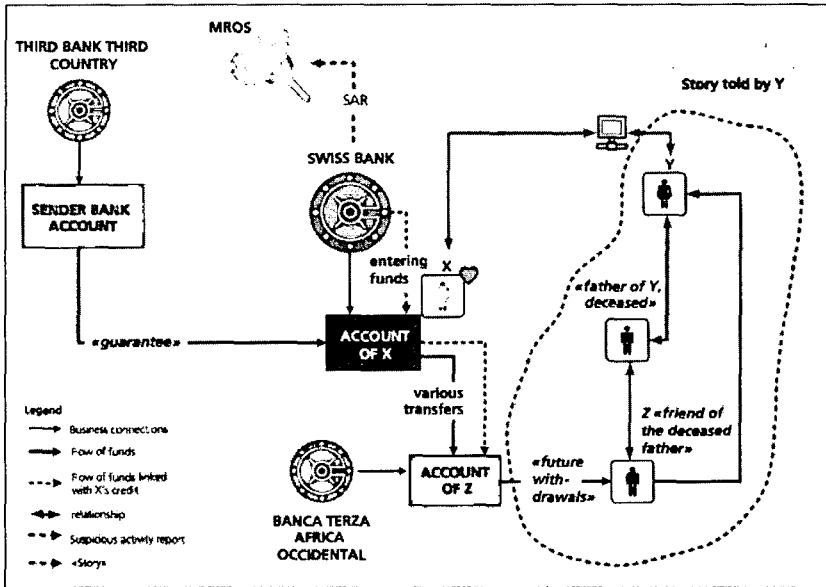 MROS
THIRD BANK THIRD
COUNTRY
SAR
Story told by Y
SWISS BANK
Y
SENDER BANK
ACCOUNT
entering
funds
X
«father of Y,
deceased»
«guarantee»
ACCOUNT
OF X
various
transfers
Z «friend of
the deceased
father»
Legend
Business connections
Flow of funds
Flow of funds linked
with X's credit
relationship
Suspicious activity report
«Story»
ACCOUNT
OF Z
«future
with-
drawals»
BANCA TERZA
AFRICA
OCCIDENTAL